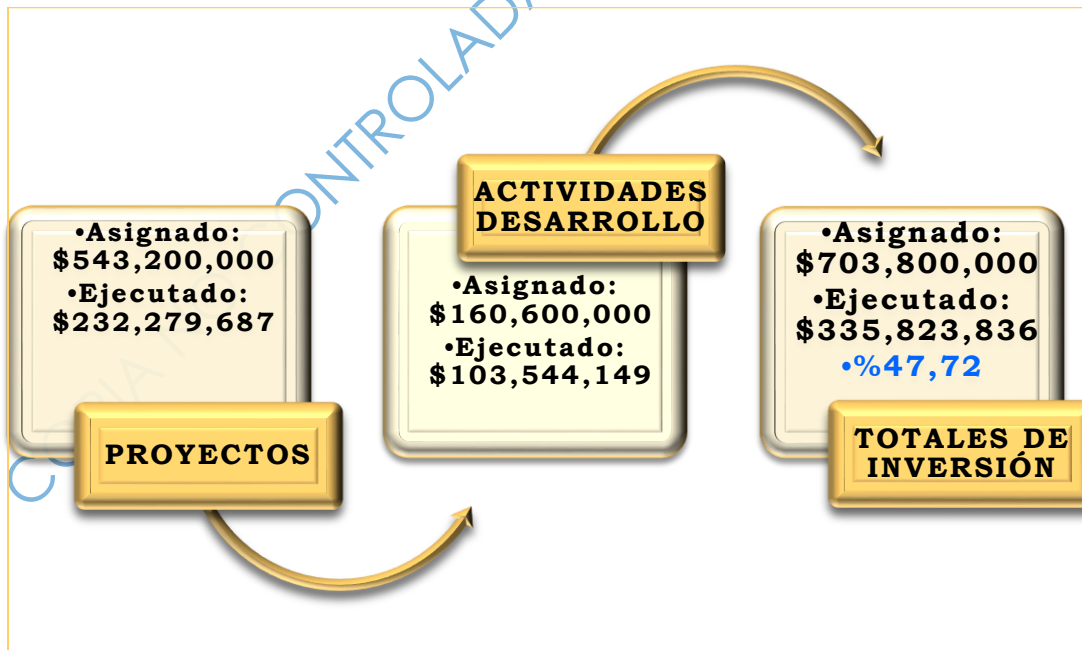 •Asignado:
$543,200,000
•Ejecutado:
$232,279,687
PROYECTOS
ACTIVIDADES
DESARROLLO
•Asignado:
$160,600,000
•Ejecutado:
$103,544,149
•Asignado:
$703,800,000
•Ejecutado:
$335,823,836
•%47,72
TOTALES DE
INVERSIÓN